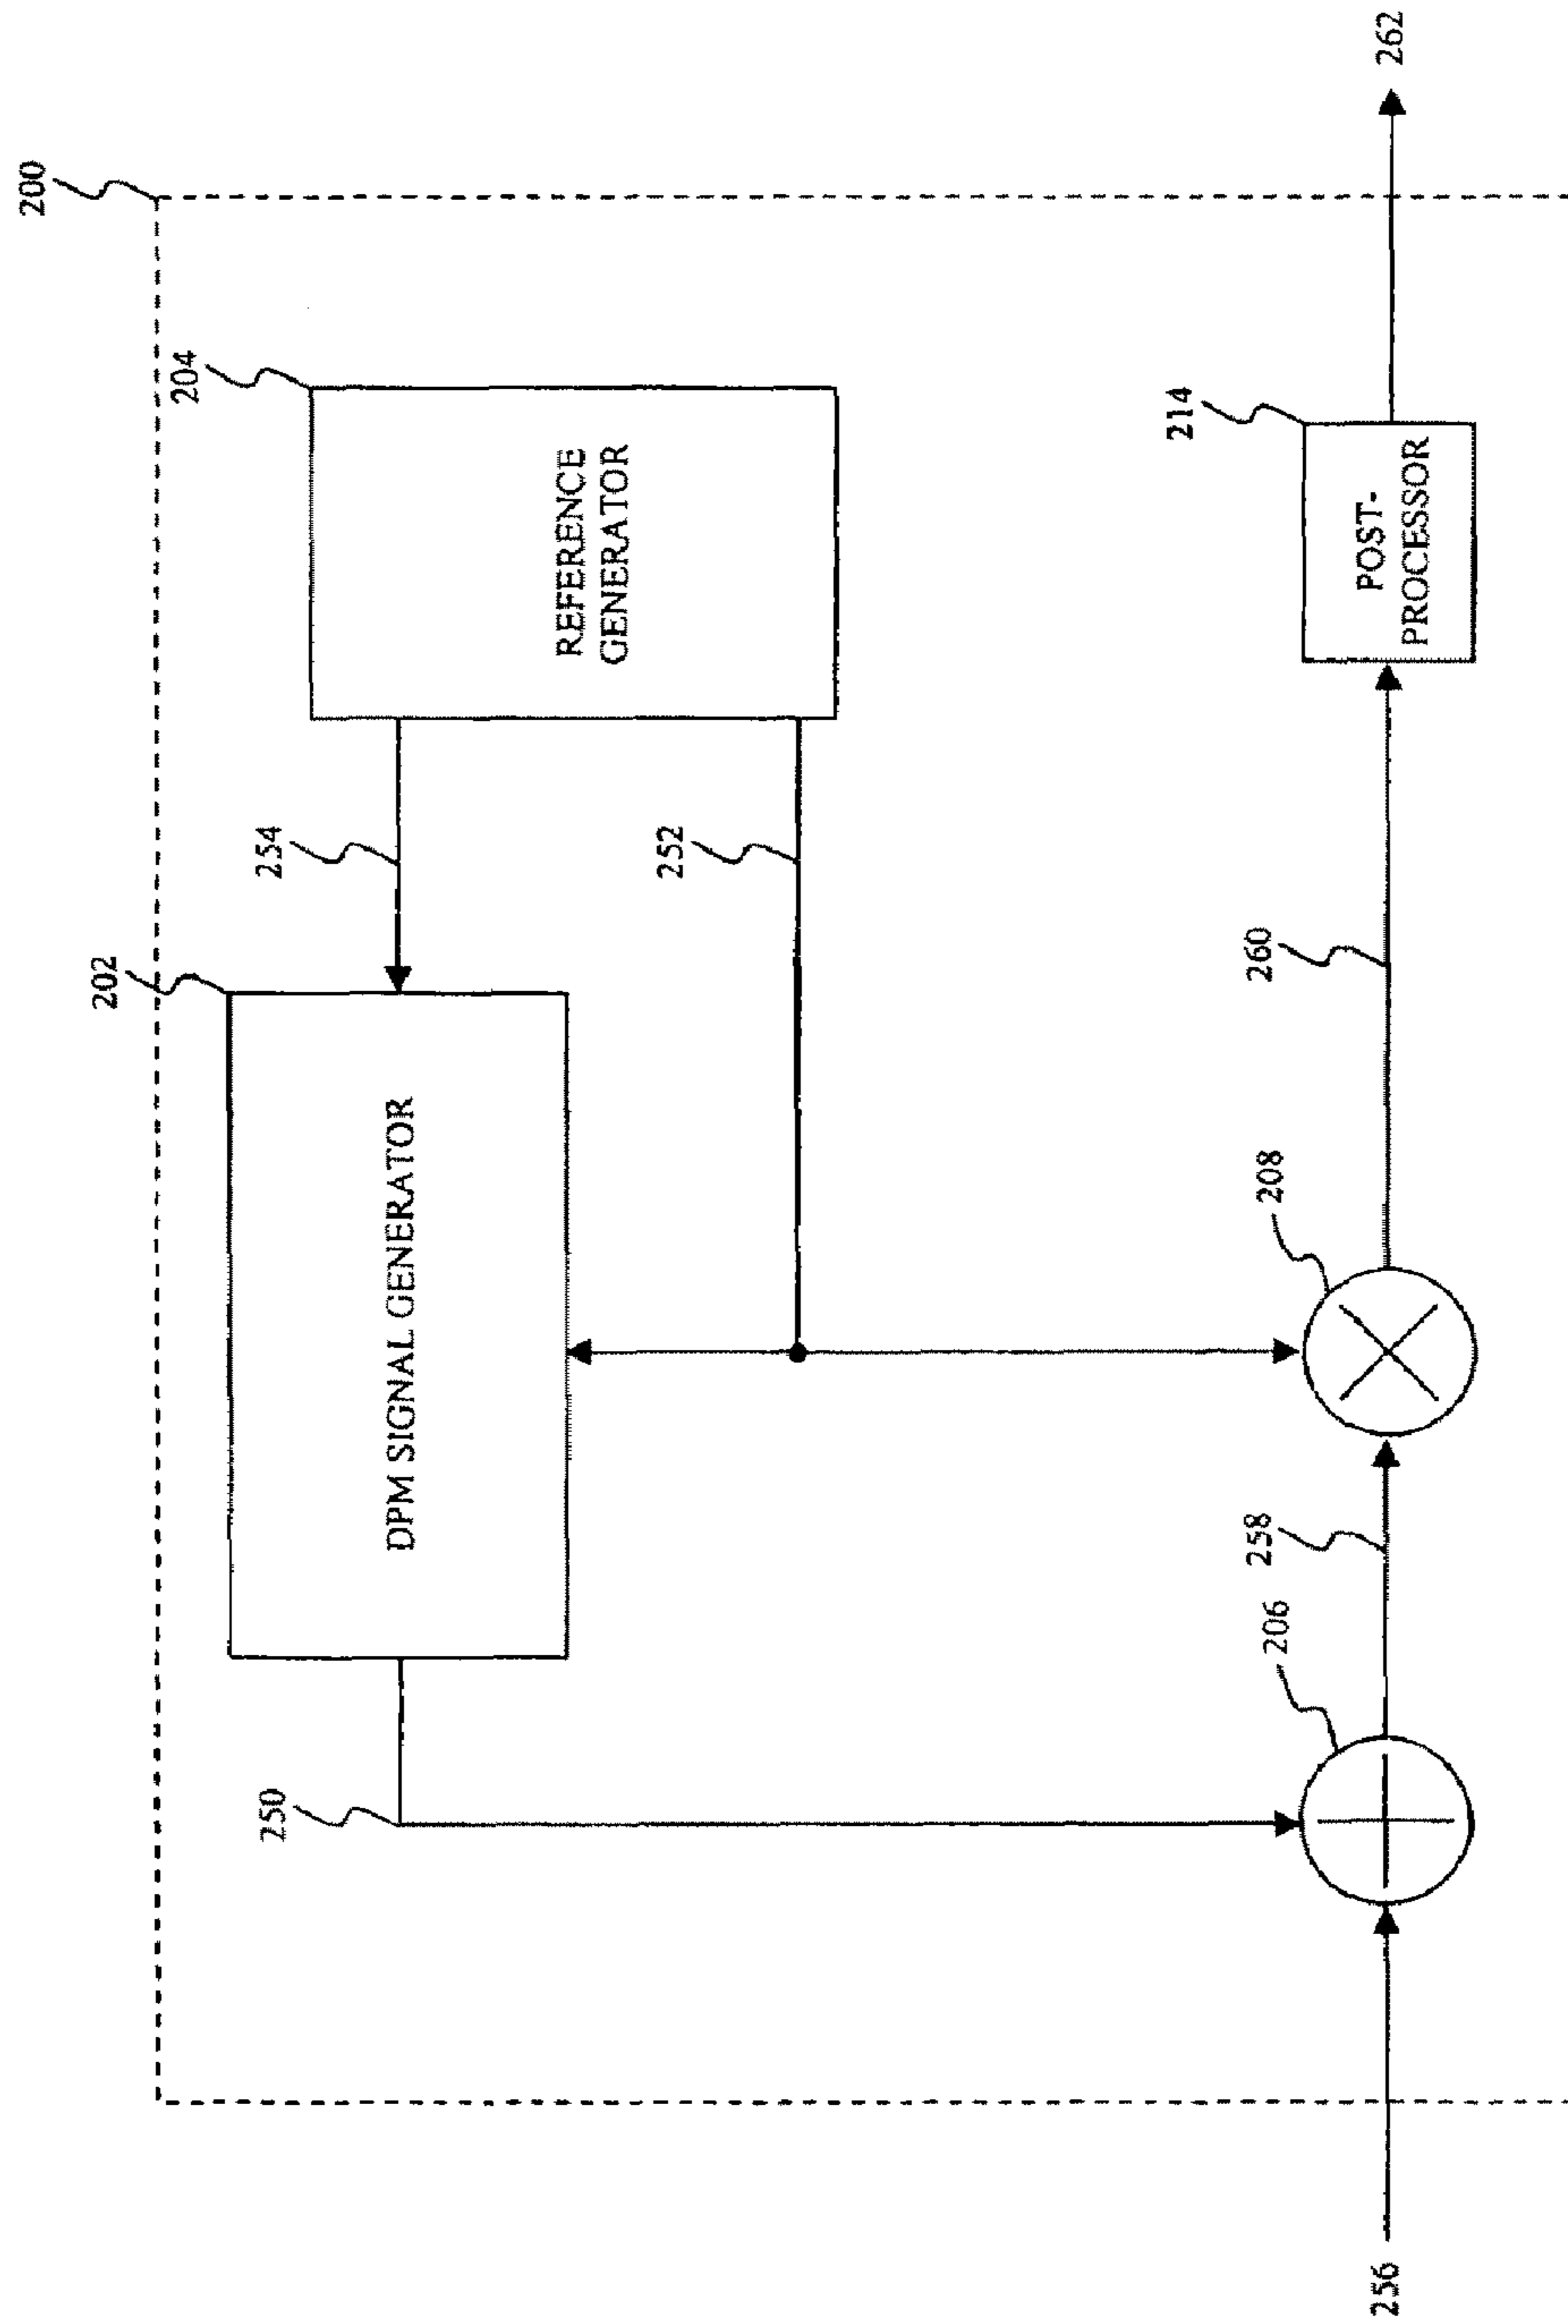 200
202
DPM SIGNAL GENERATOR
204
REFERENCE
GENERATOR
254
250
252
256
206
258
208
260
214
POST-
PROCESSOR
262